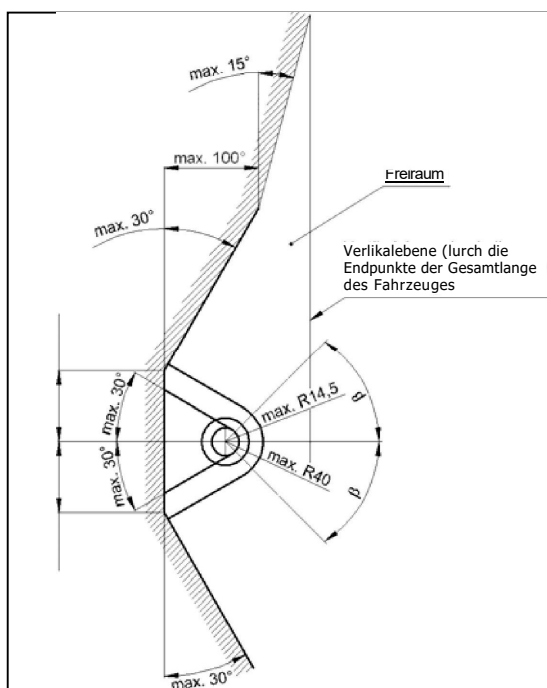 max. 15°
max. 100°
Freiraum
max. 30°
Verlikalebene (lurch die
Endpunkte der Gesamtlange
des Fahrzeuges
max. 30°
max. R14,5
β
max. R40
max. 30°
β
max. 30°